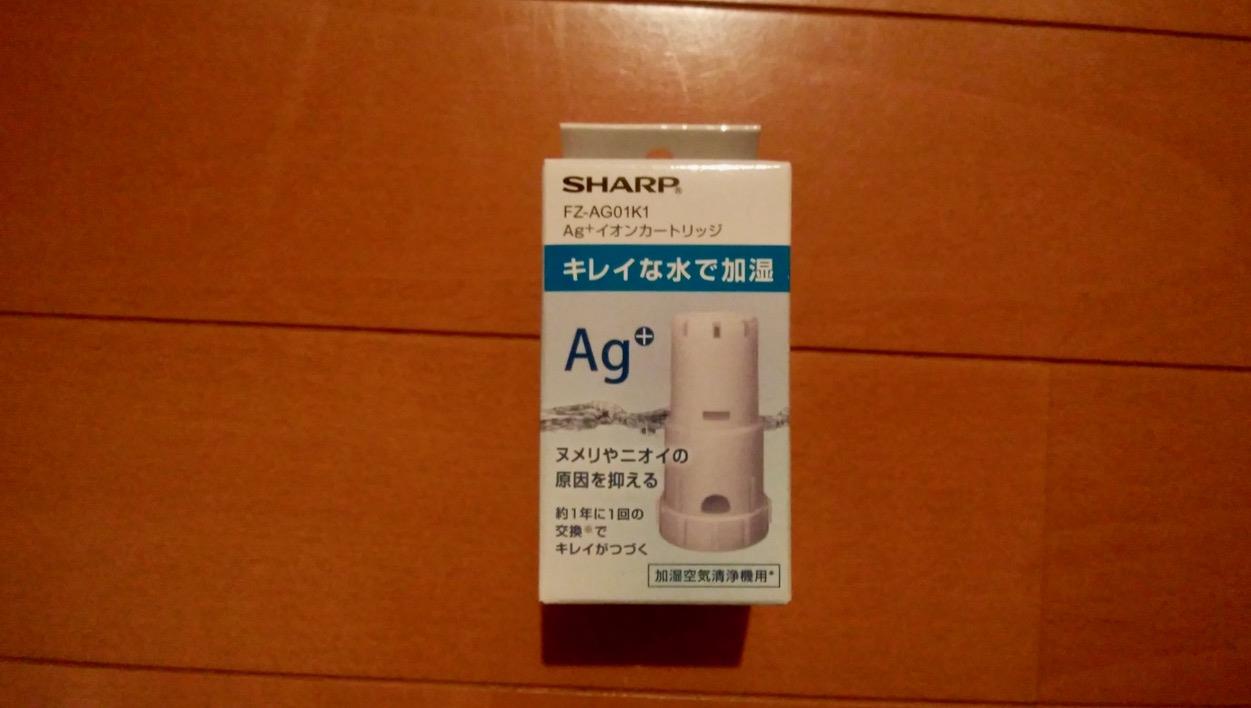 SHARP®
FZ-AG01K1
Ag⁺イオンカートリッジ
キレイな水で加湿
Ag⁺
ヌメリやニオイの
原因を抑える
約1年に1回の
交換※で
キレイがつづく
加湿空気清浄機用*